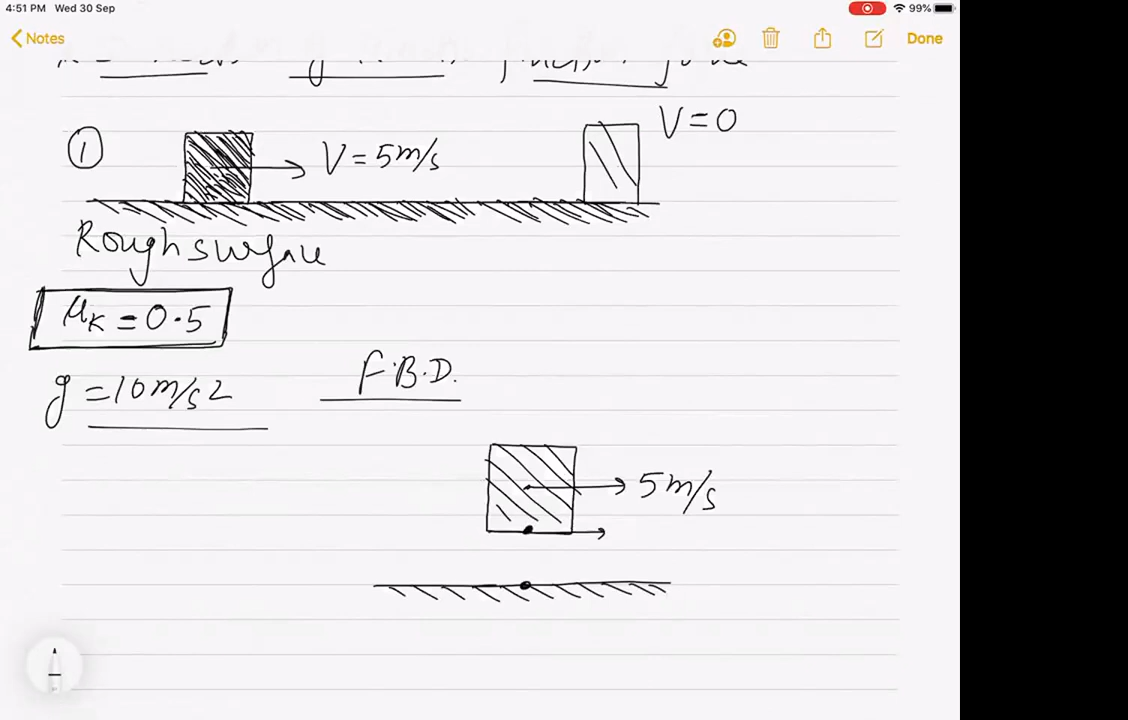 4:51 PM Wed 30 Sep
99%
Notes
Done
V = 0
① V = 5m/s
Rough surface
μK = 0.5
g = 10m/s2
F.B.D.
5m/s